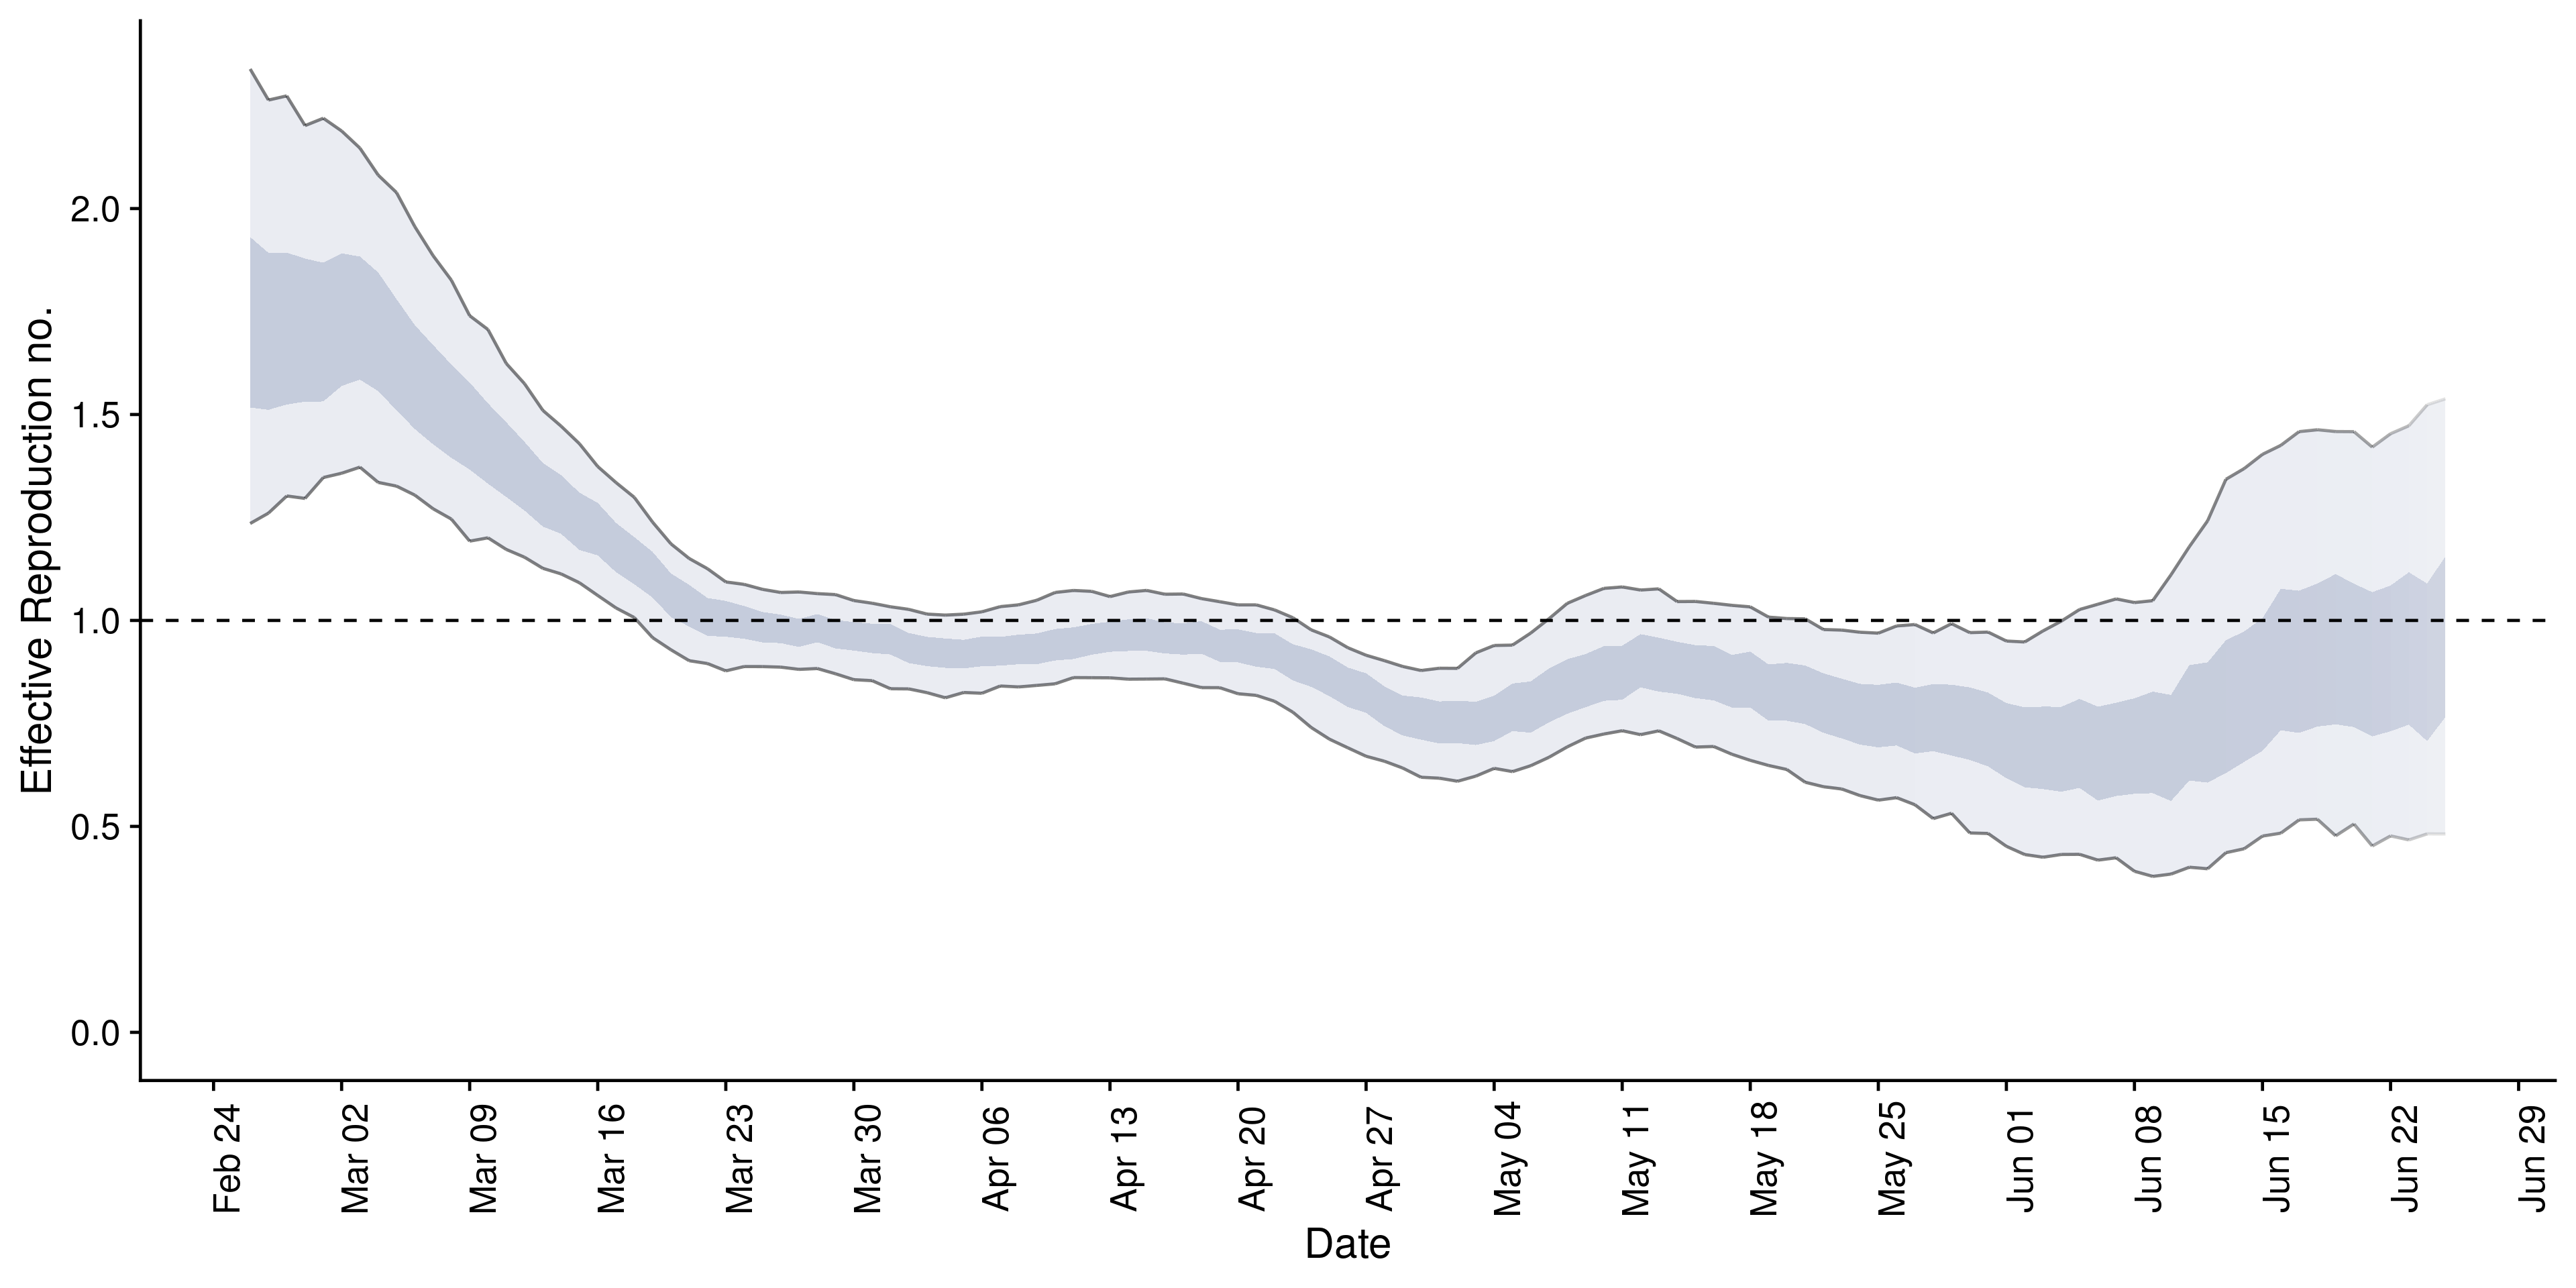 Effective Reproduction no.
2.0
1.5
1.0
0.5
0.0
Feb 24
Mar 02
Mar 09
Mar 16
Mar 23
Mar 30
Apr 06
Apr 13
Apr 20
Apr 27
May 04
May 11
May 18
May 25
Jun 01
Jun 08
Jun 15
Jun 22
Jun 29
Date